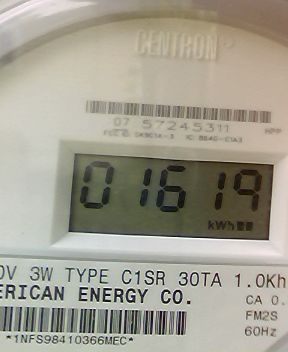 CENTRON®
07 57245311
HPP
01619
kWh
0V 3W TYPE C1SR 30TA 1.0Kh
ERICAN ENERGY CO.
CA 0.
FM2S
60Hz
*1NFS98410366MEC*